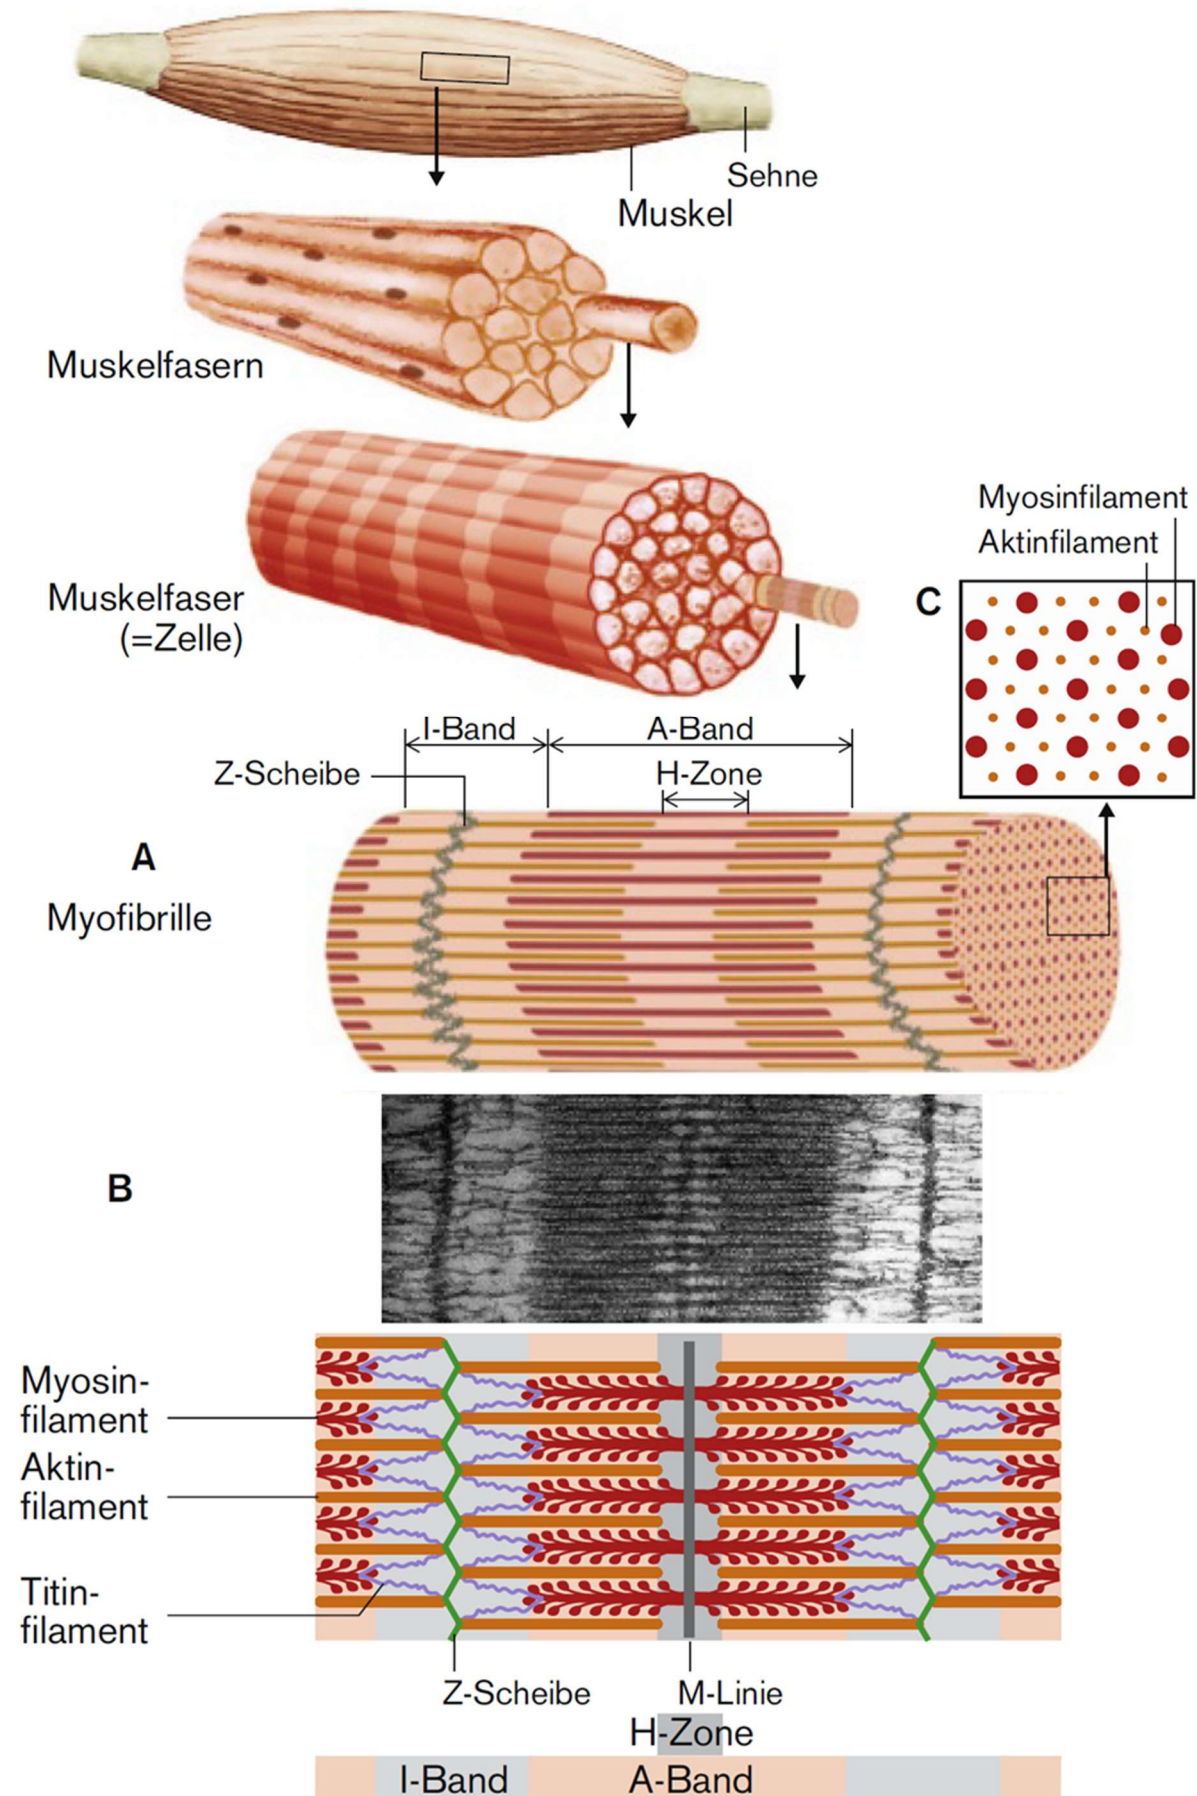 Sehne
Muskel
Muskelfasern
Muskelfaser
(=Zelle)
Myosinfilament
Aktinfilament
C
I-Band
A-Band
Z-Scheibe
H-Zone
A
Myofibrille
B
Myosin-
filament
Aktin-
filament
Titin-
filament
Z-Scheibe
M-Linie
H-Zone
I-Band
A-Band